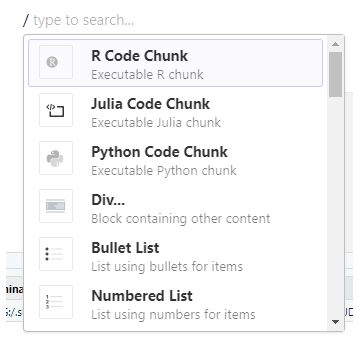 / type to search...
R Code Chunk
Executable R chunk
Julia Code Chunk
Executable Julia chunk
Python Code Chunk
Executable Python chunk
Div...
Block containing other content
Bullet List
List using bullets for items
Numbered List
List using numbers for items